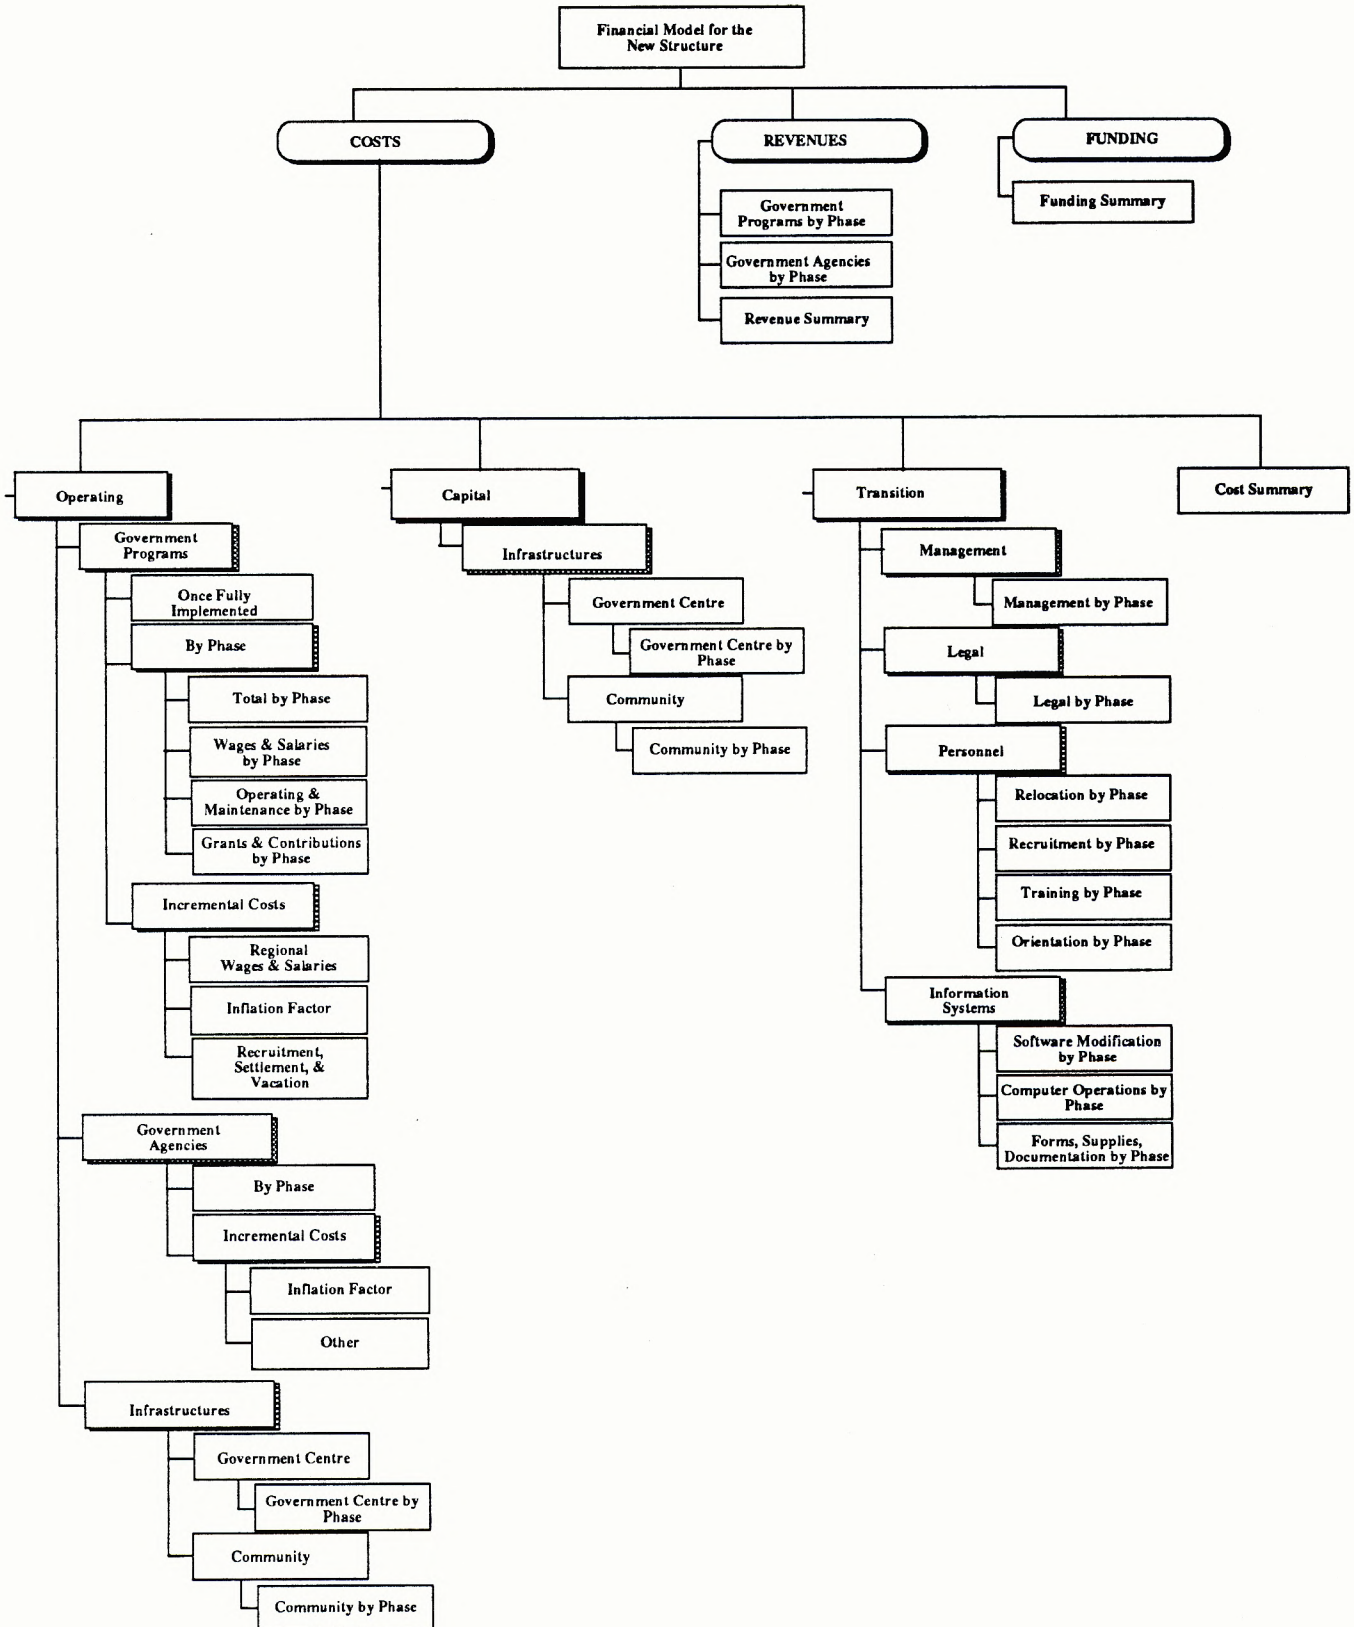 Financial Model for the
New Structure
COSTS
REVENUES
FUNDING
Government
Programs by Phase
Government Agencies
by Phase
Revenue Summary
Funding Summary
Operating
Government
Programs
Once Fully
Implemented
By Phase
Total by Phase
Wages & Salaries
by Phase
Operating &
Maintenance by Phase
Grants & Contributions
by Phase
Incremental Costs
Regional
Wages & Salaries
Inflation Factor
Recruitment,
Settlement, &
Vacation
Government
Agencies
By Phase
Incremental Costs
Inflation Factor
Other
Infrastructures
Government Centre
Government Centre by
Phase
Community
Community by Phase
Capital
Infrastructures
Government Centre
Government Centre by
Phase
Community
Community by Phase
Transition
Management
Management by Phase
Legal
Legal by Phase
Personnel
Relocation by Phase
Recruitment by Phase
Training by Phase
Orientation by Phase
Information
Systems
Software Modification
by Phase
Computer Operations by
Phase
Forms, Supplies,
Documentation by Phase
Cost Summary